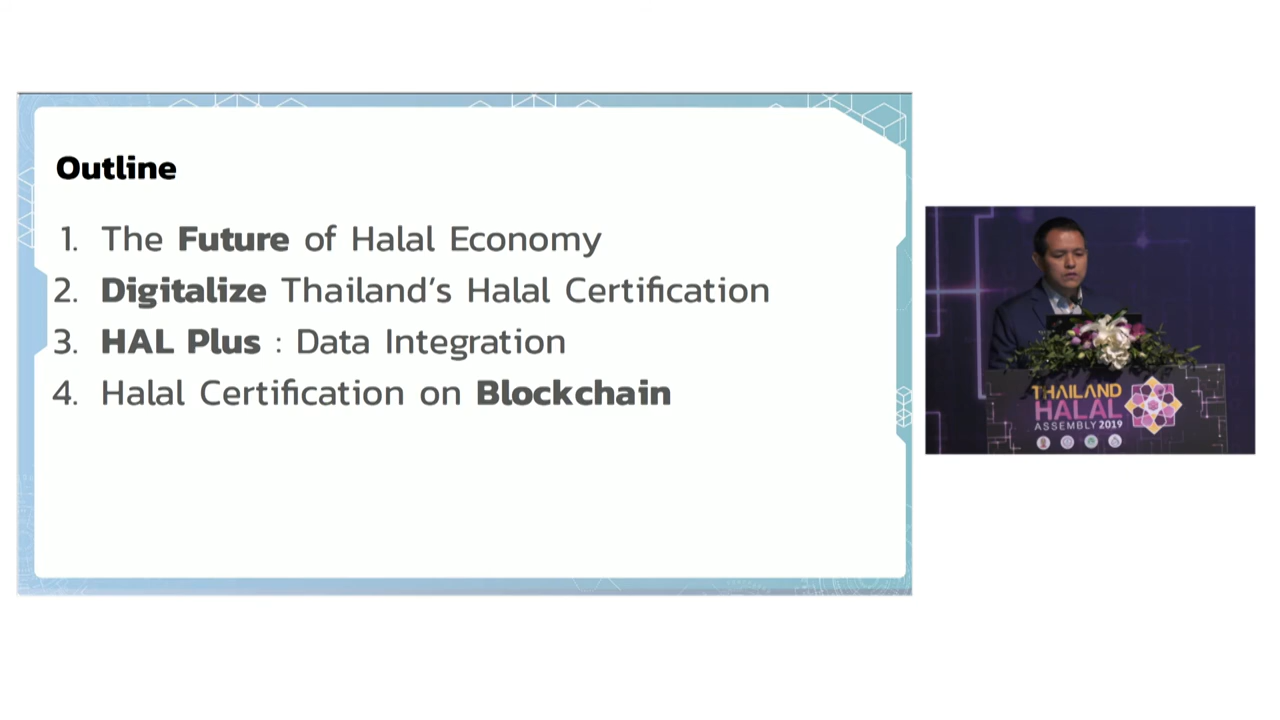 Outline
1. The Future of Halal Economy
2. Digitalize Thailand’s Halal Certification
3. HAL Plus : Data Integration
4. Halal Certification on Blockchain
THAILAND
HALAL
ASSEMBLY 2019